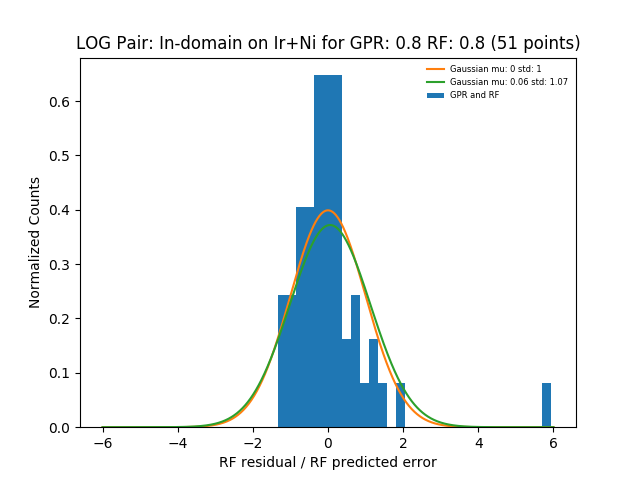 LOG Pair: In-domain on Ir+Ni for GPR: 0.8 RF: 0.8 (51 points)
Gaussian mu: 0 std: 1
Gaussian mu: 0.06 std: 1.07
GPR and RF
Normalized Counts
0.6
0.5
0.4
0.3
0.2
0.1
0.0
−6 −4 −2 0 2 4 6
RF residual / RF predicted error